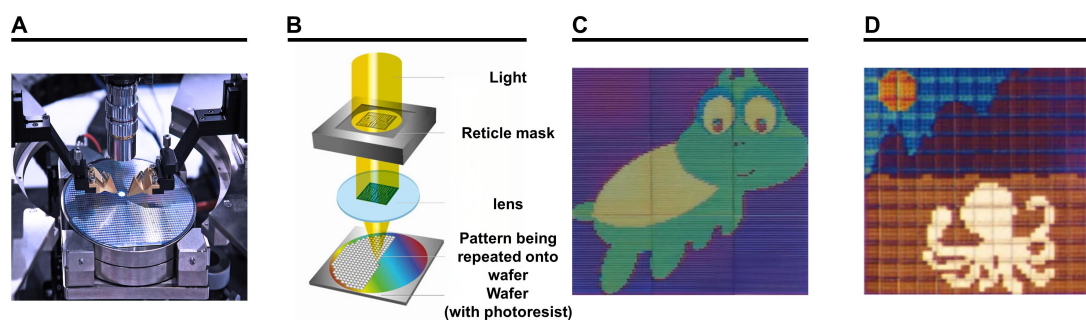 A
B
C
D
Light
Reticle mask
lens
Pattern being
repeated onto
wafer
Wafer
(with photoresist)